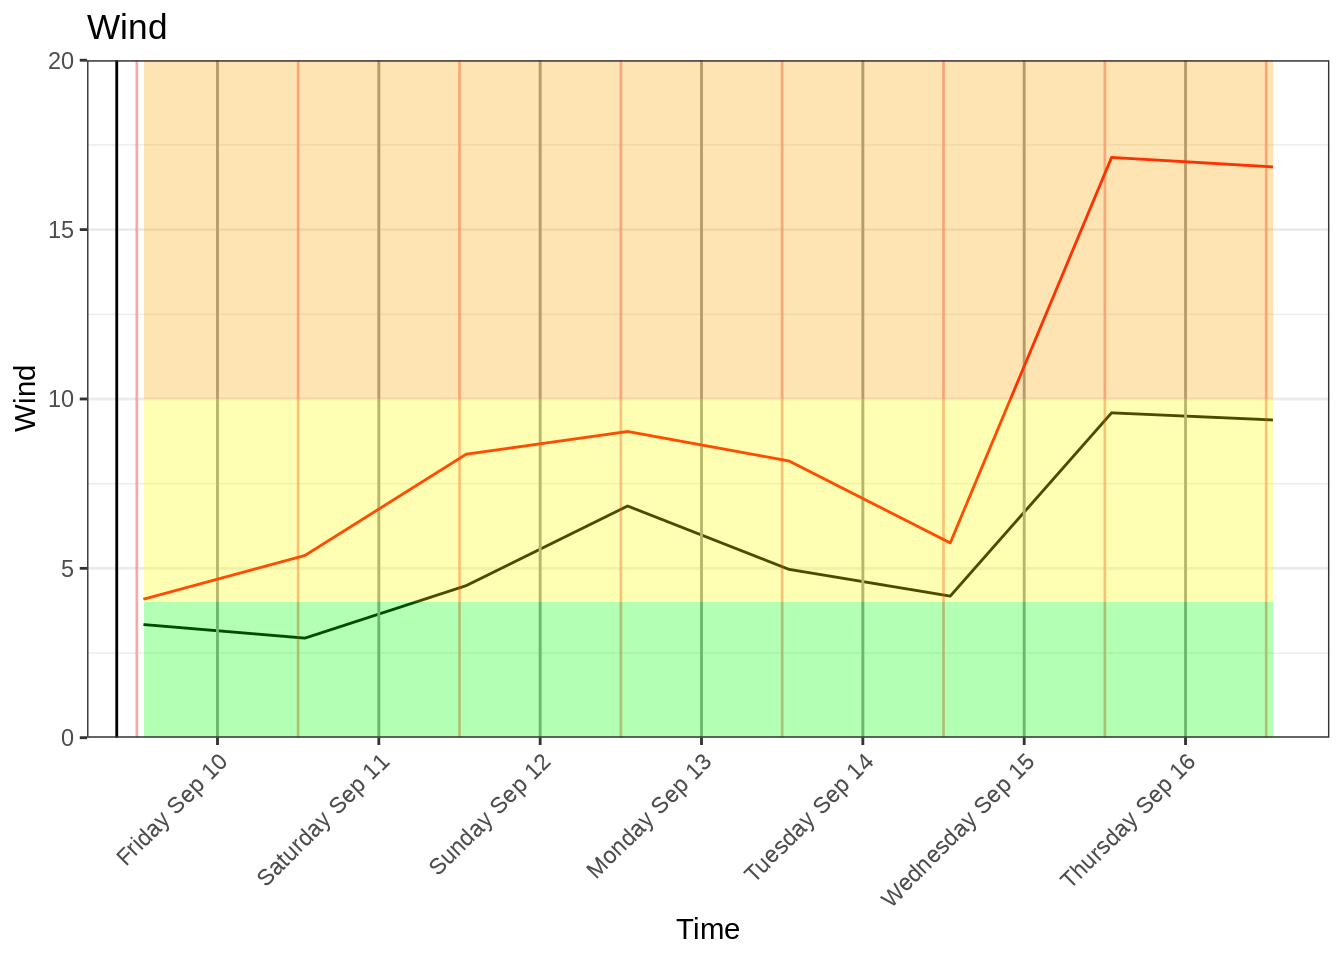 Wind
20
15
10
5
0
Wind
Friday Sep 10
Saturday Sep 11
Sunday Sep 12
Monday Sep 13
Tuesday Sep 14
Wednesday Sep 15
Thursday Sep 16
Time